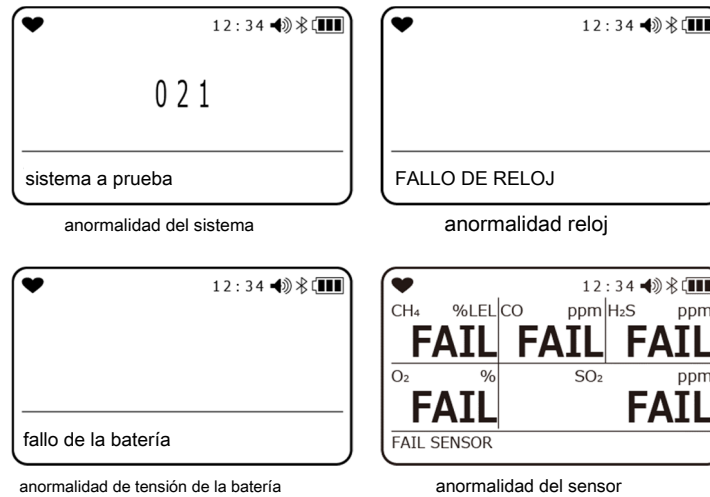 12:34
021
sistema a prueba
anormalidad del sistema
12:34
FALLO DE RELOJ
anormalidad reloj
12:34
fallo de la batería
anormalidad de tensión de la batería
12:34
CH₄ %LEL CO ppm H₂S ppm
FAIL FAIL FAIL
O₂ % SO₂ ppm
FAIL FAIL
FAIL SENSOR
anormalidad del sensor